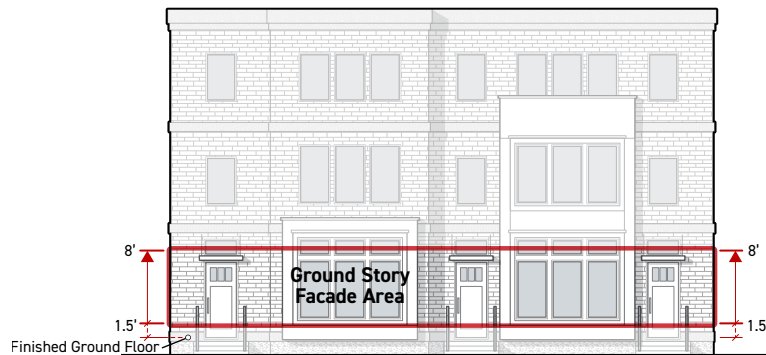 8'
8'
Ground Story
Facade Area
1.5'
1.5
Finished Ground Floor